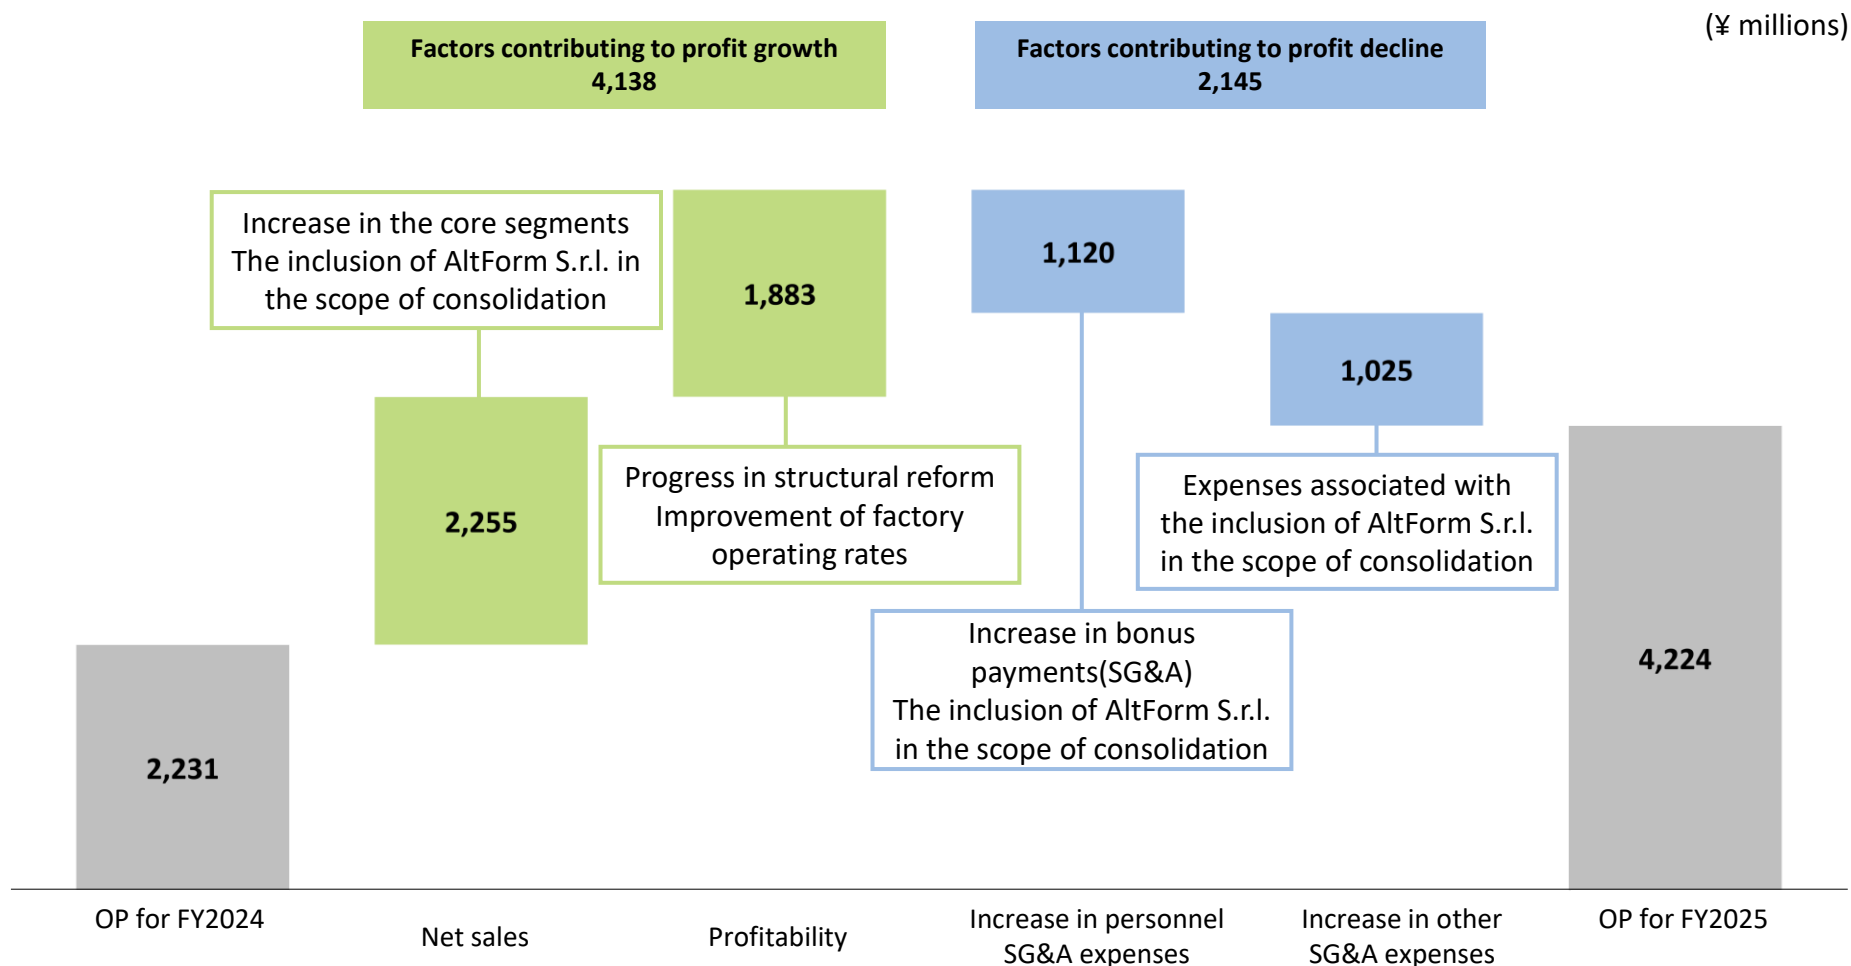 (¥ millions)
Factors contributing to profit growth
4,138
Factors contributing to profit decline
2,145
Increase in the core segments
The inclusion of AltForm S.r.l. in
the scope of consolidation
1,883
1,120
1,025
2,255
Progress in structural reform
Improvement of factory
operating rates
Expenses associated with
the inclusion of AltForm S.r.l.
in the scope of consolidation
Increase in bonus
payments(SG&A)
The inclusion of AltForm S.r.l.
in the scope of consolidation
2,231
4,224
OP for FY2024
Net sales
Profitability
Increase in personnel
SG&A expenses
Increase in other
SG&A expenses
OP for FY2025